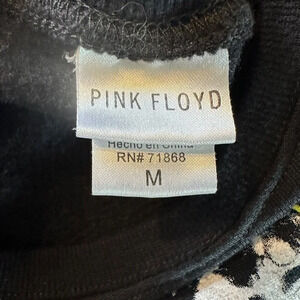 PINK FLOYD
Hecho en China
RN# 71868
M